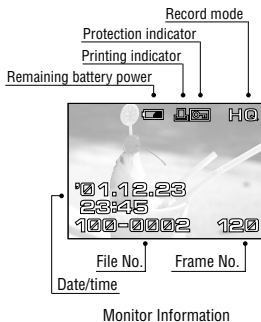 Record mode
Protection indicator
Printing indicator
Remaining battery power
HQ
'01.12.23
23:45
100-0002 120
File No. Frame No.
Date/time
Monitor Information